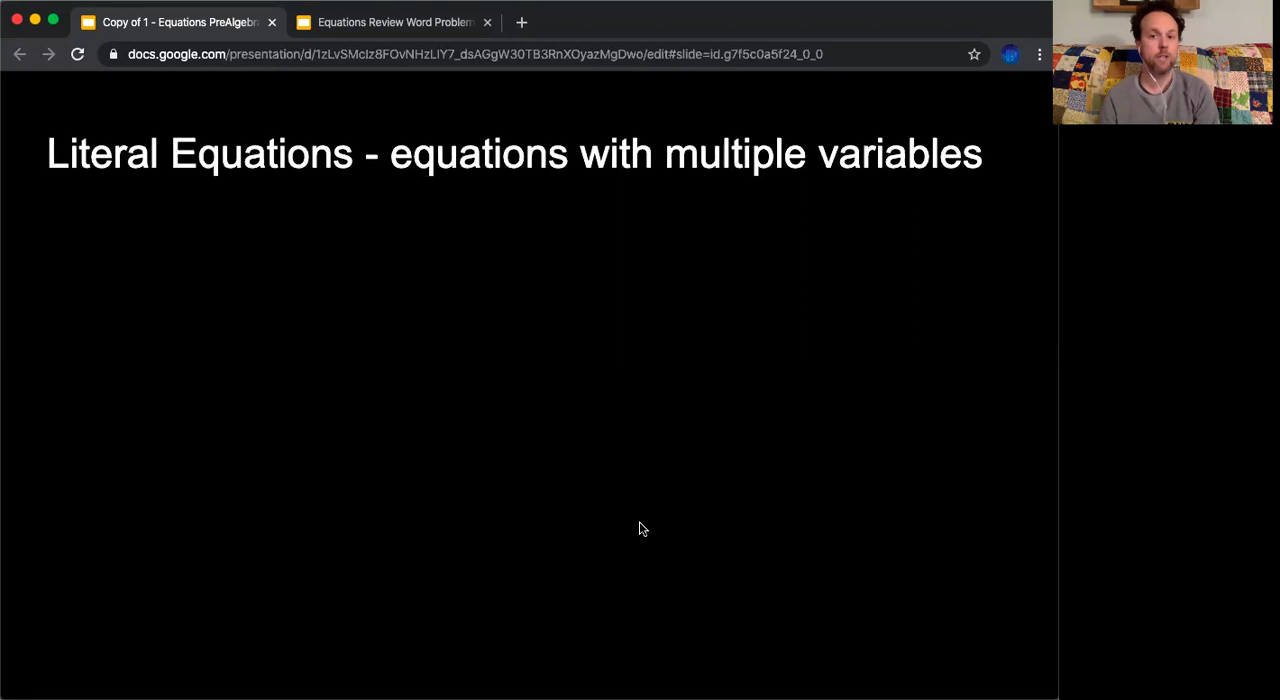 Copy of 1 - Equations PreAlgebra
Equations Review Word Problem
docs.google.com/presentation/d/1zLvSMcIz8FOvNHzLIY7_dsAGgW30TB3RnXOyazMgDwo/edit#slide=id.g7f5c0a5f24_0_0
Literal Equations - equations with multiple variables